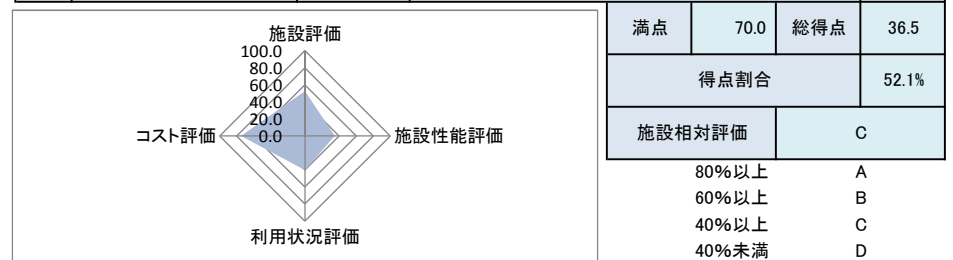 施設評価
100.0
80.0
60.0
40.0
20.0
0.0
コスト評価
施設性能評価
利用状況評価
満点 70.0 総得点 36.5
得点割合 52.1%
施設相対評価 C
80%以上 A
60%以上 B
40%以上 C
40%未満 D